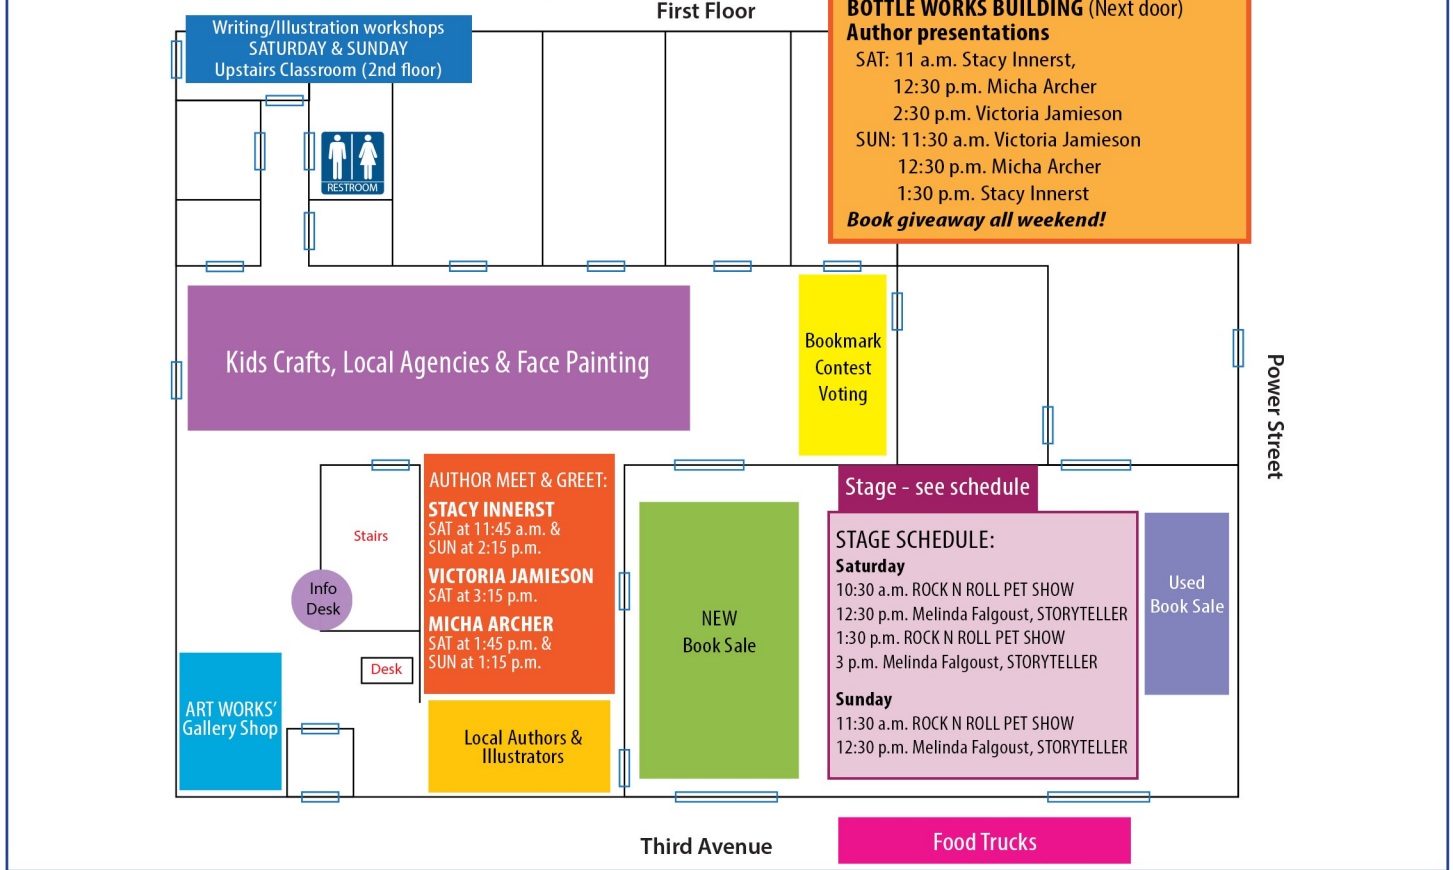 First Floor
Writing/Illustration workshops
SATURDAY & SUNDAY
Upstairs Classroom (2nd floor)
BOTTLE WORKS BUILDING (Next door)
Author presentations
SAT: 11 a.m. Stacy Innerst,
12:30 p.m. Micha Archer
2:30 p.m. Victoria Jamieson
SUN: 11:30 a.m. Victoria Jamieson
12:30 p.m. Micha Archer
1:30 p.m. Stacy Innerst
Book giveaway all weekend!
RESTROOM
Kids Crafts, Local Agencies & Face Painting
Bookmark
Contest
Voting
Power Street
Stairs
Info
Desk
Desk
AUTHOR MEET & GREET:
STACY INNERST
SAT at 11:45 a.m. &
SUN at 2:15 p.m.
VICTORIA JAMIESON
SAT at 3:15 p.m.
MICHA ARCHER
SAT at 1:45 p.m. &
SUN at 1:15 p.m.
NEW
Book Sale
Stage - see schedule
STAGE SCHEDULE:
Saturday
10:30 a.m. ROCK N ROLL PET SHOW
12:30 p.m. Melinda Falgoust, STORYTELLER
1:30 p.m. ROCK N ROLL PET SHOW
3 p.m. Melinda Falgoust, STORYTELLER
Sunday
11:30 a.m. ROCK N ROLL PET SHOW
12:30 p.m. Melinda Falgoust, STORYTELLER
Used
Book Sale
ART WORKS'
Gallery Shop
Local Authors &
Illustrators
Third Avenue
Food Trucks